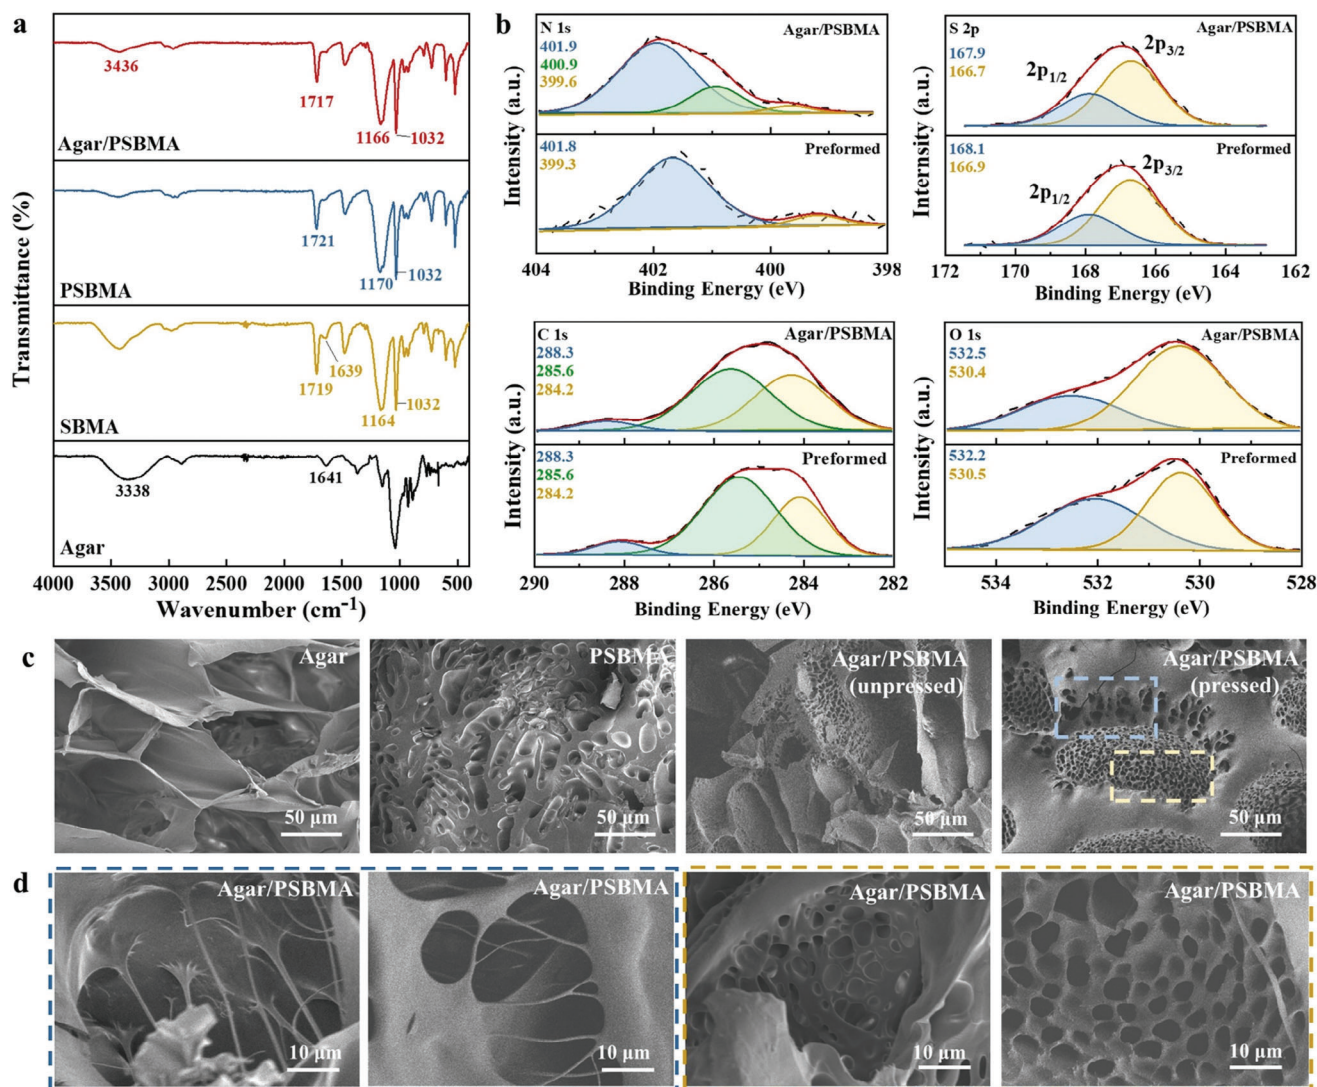 a
Transmittance (%)
3436
1717
1166
1032
Agar/PSBMA
1721
1170
1032
PSBMA
1719
1639
1164
1032
SBMA
3338
1641
Agar
4000 3500 3000 2500 2000 1500 1000 500
Wavenumber (cm⁻¹)
b
N 1s
Agar/PSBMA
401.9
400.9
399.6
401.8
399.3
Preformed
Intensity (a.u.)
404 402 400 398
Binding Energy (eV)
S 2p
Agar/PSBMA
167.9
166.7
2p1/2
2p3/2
168.1
166.9
Preformed
2p1/2
2p3/2
Internsity (a.u.)
172 170 168 166 164 162
Binding Energy (eV)
C 1s
Agar/PSBMA
288.3
285.6
284.2
288.3
285.6
284.2
Preformed
Intensity (a.u.)
290 288 286 284 282
Binding Energy (eV)
O 1s
Agar/PSBMA
532.5
530.4
532.2
530.5
Preformed
Intensity (a.u.)
534 532 530 528
Binding Energy (eV)
c
Agar
50 μm
PSBMA
50 μm
Agar/PSBMA
(unpressed)
50 μm
Agar/PSBMA
(pressed)
50 μm
d
Agar/PSBMA
10 μm
Agar/PSBMA
10 μm
Agar/PSBMA
10 μm
Agar/PSBMA
10 μm